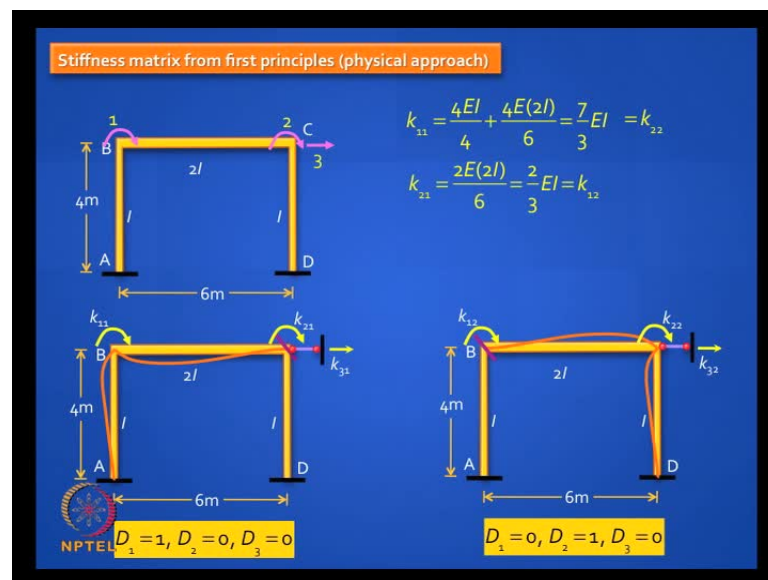 Stiffness matrix from first principles (physical approach)
k₁₁ = 4EI/4 + 4E(2I)/6 = 7/3 EI = k₂₂
k₂₁ = 2E(2I)/6 = 2/3 EI = k₁₂
1 2 C
B 3
2I
4m I I
A D
6m
k₁₁ k₂₁
B k₃₁
2I
4m I I
A D
6m
D₁ = 1, D₂ = 0, D₃ = 0
k₁₂ k₂₂
B k₃₂
2I
4m I I
A D
6m
D₁ = 0, D₂ = 1, D₃ = 0
NPTEL